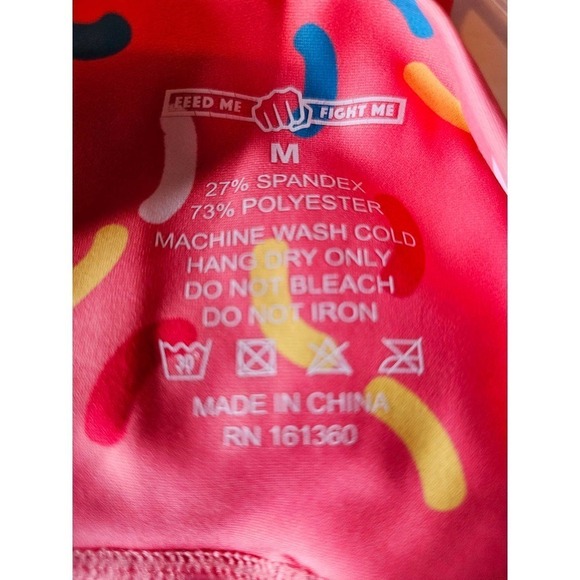 FEED ME FIGHT ME
M
27% SPANDEX
73% POLYESTER
MACHINE WASH COLD
HANG DRY ONLY
DO NOT BLEACH
DO NOT IRON
30°
MADE IN CHINA
RN 161360